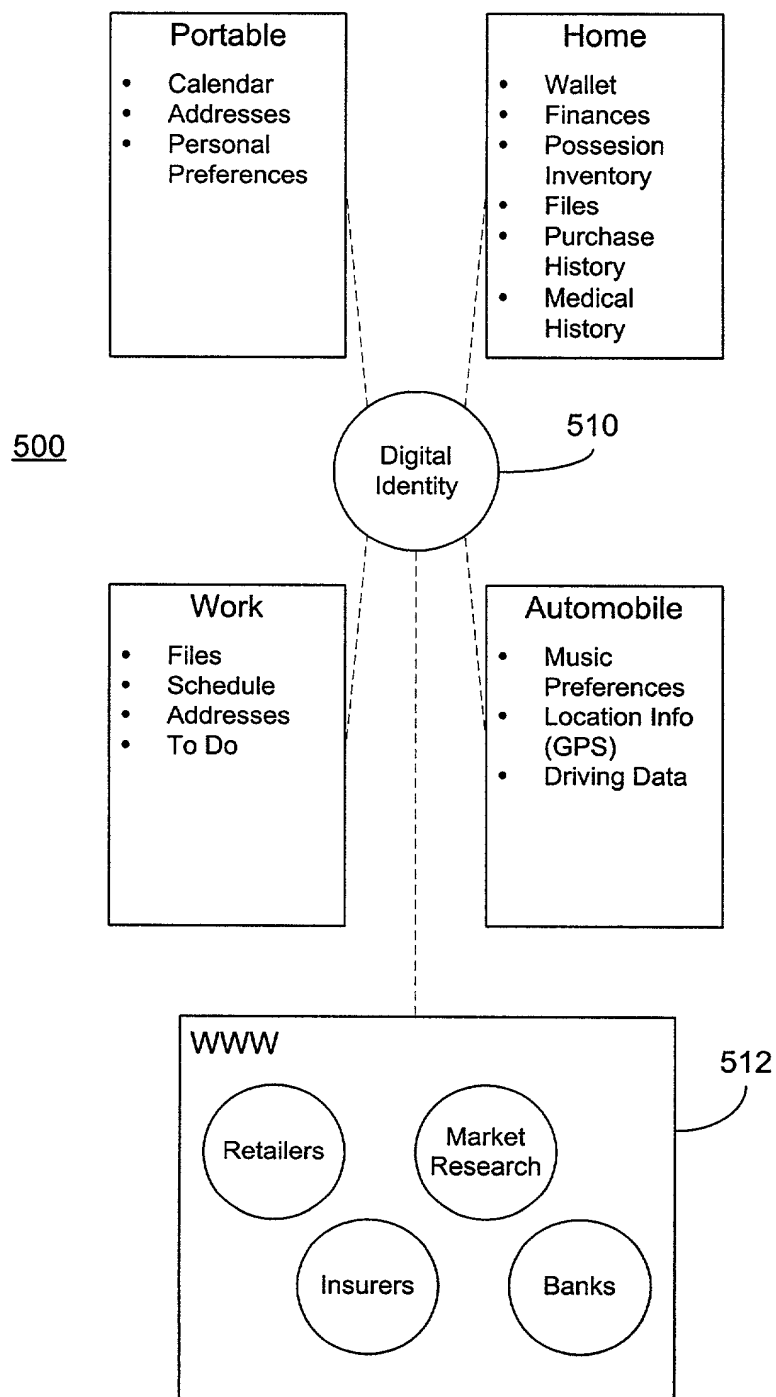 Portable
• Calendar
• Addresses
• Personal
Preferences
Home
• Wallet
• Finances
• Possesion
Inventory
• Files
• Purchase
History
• Medical
History
500
Digital
Identity
510
Work
• Files
• Schedule
• Addresses
• To Do
Automobile
• Music
Preferences
• Location Info
(GPS)
• Driving Data
WWW
512
Retailers
Market
Research
Insurers
Banks